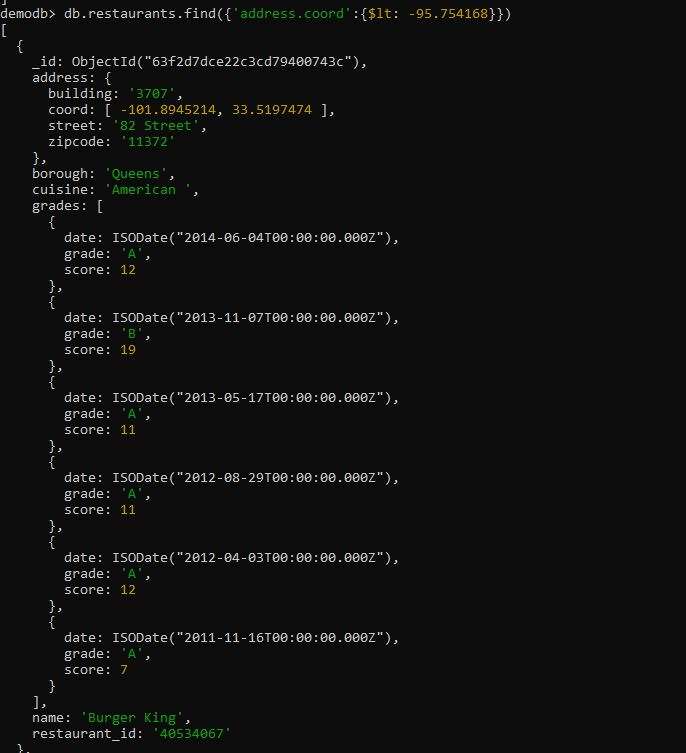 ]
demodb> db.restaurants.find({'address.coord':{$lt: -95.754168}})
[
  {
    _id: ObjectId("63f2d7dce22c3cd79400743c"),
    address: {
      building: '3707',
      coord: [ -101.8945214, 33.5197474 ],
      street: '82 Street',
      zipcode: '11372'
    },
    borough: 'Queens',
    cuisine: 'American ',
    grades: [
      {
        date: ISODate("2014-06-04T00:00:00.000Z"),
        grade: 'A',
        score: 12
      },
      {
        date: ISODate("2013-11-07T00:00:00.000Z"),
        grade: 'B',
        score: 19
      },
      {
        date: ISODate("2013-05-17T00:00:00.000Z"),
        grade: 'A',
        score: 11
      },
      {
        date: ISODate("2012-08-29T00:00:00.000Z"),
        grade: 'A',
        score: 11
      },
      {
        date: ISODate("2012-04-03T00:00:00.000Z"),
        grade: 'A',
        score: 12
      },
      {
        date: ISODate("2011-11-16T00:00:00.000Z"),
        grade: 'A',
        score: 7
      }
    ],
    name: 'Burger King',
    restaurant_id: '40534067'
  },